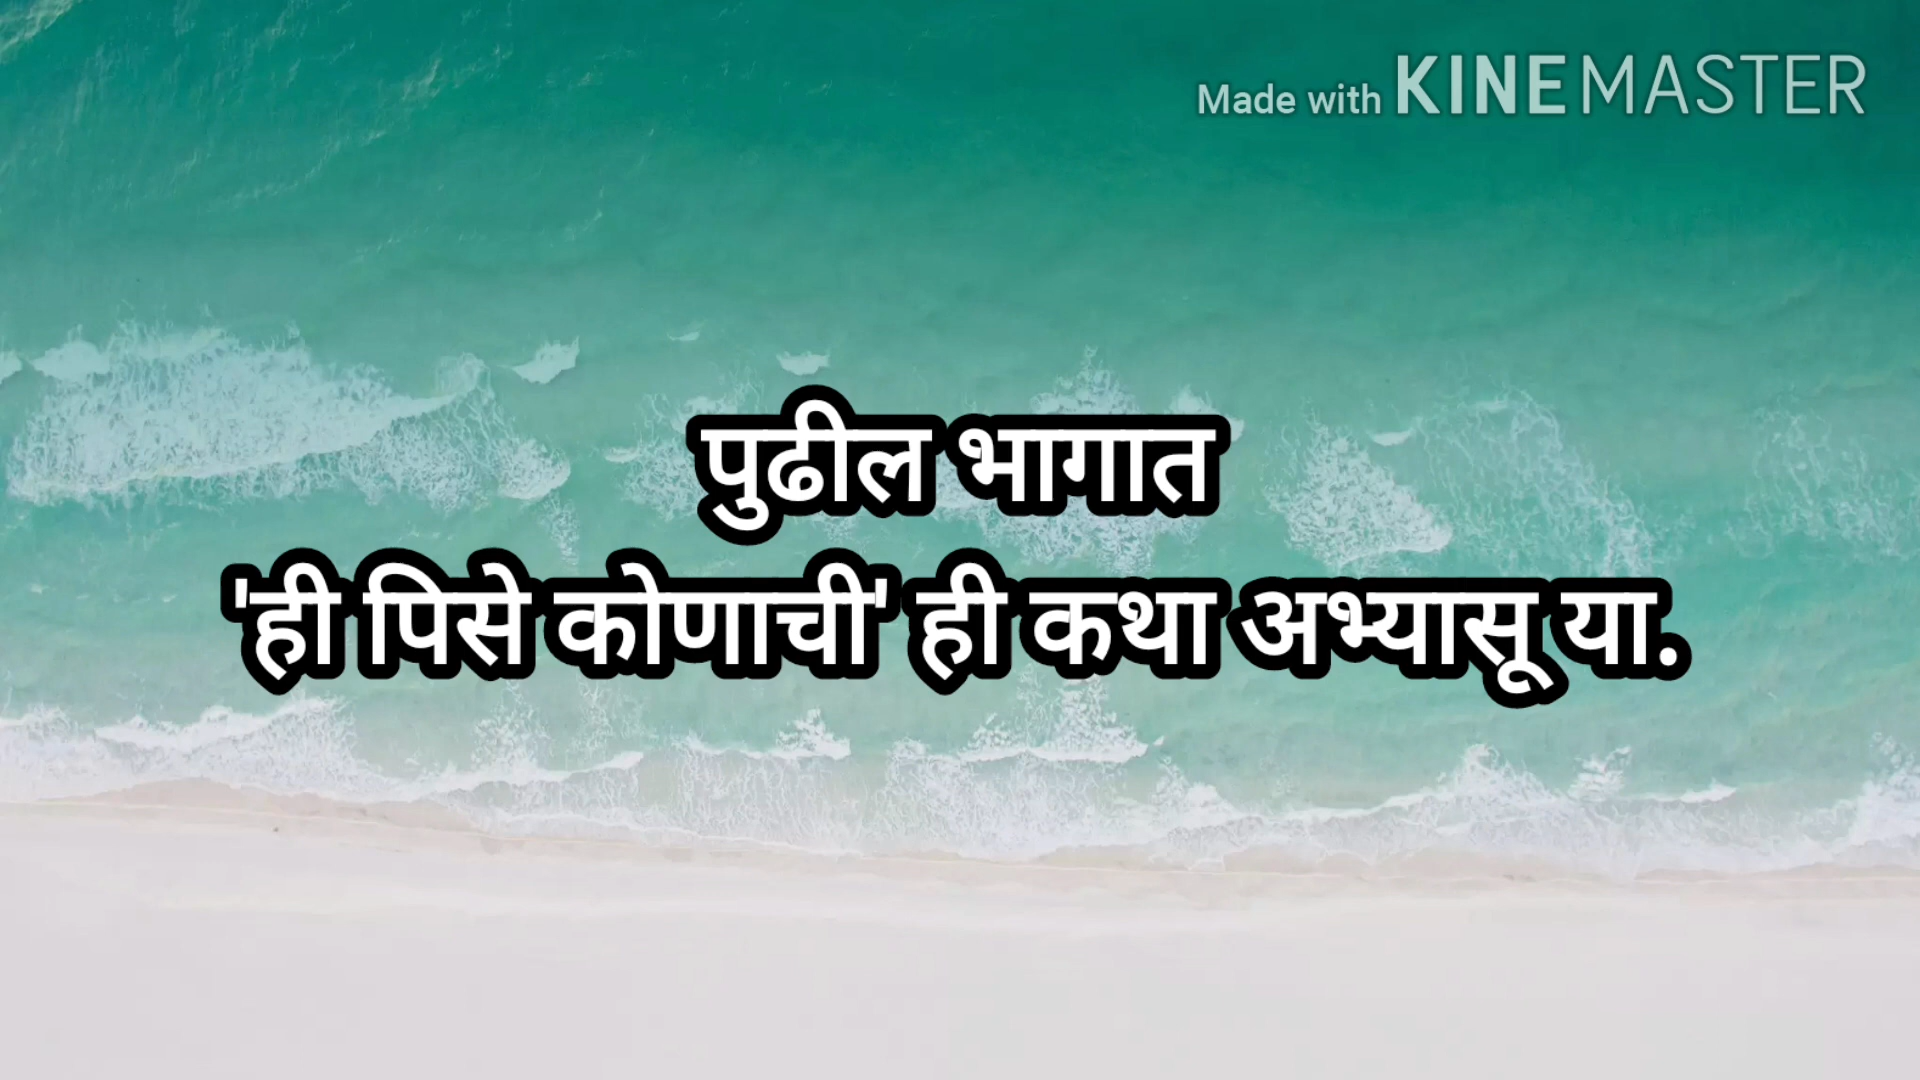 Made with KINEMASTER
पुढील भागात
'ही पिसे कोणाची' ही कथा अभ्यासू या.